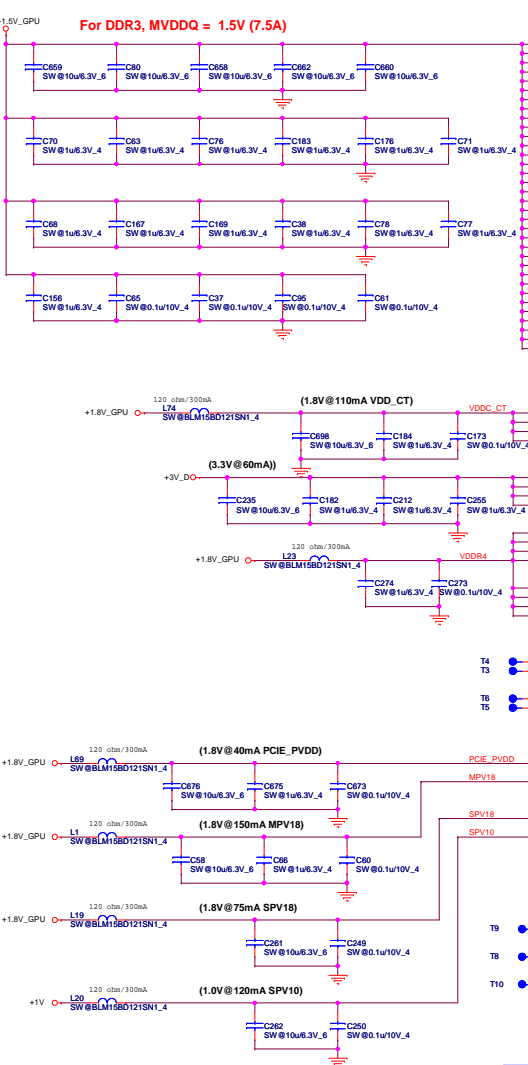 +1.5V_GPU
For DDR3, MVDDQ = 1.5V (7.5A)
C659 C80 C658 C662 C660
SW@10u/6.3V_6 SW@10u/6.3V_6 SW@10u/6.3V_6 SW@10u/6.3V_6 SW@10u/6.3V_6
C70 C63 C76 C183 C176 C71
SW@1u/6.3V_4 SW@1u/6.3V_4 SW@1u/6.3V_4 SW@1u/6.3V_4 SW@1u/6.3V_4 SW@1u/6.3V_4
C68 C167 C169 C38 C78 C77
SW@1u/6.3V_4 SW@1u/6.3V_4 SW@1u/6.3V_4 SW@1u/6.3V_4 SW@1u/6.3V_4 SW@1u/6.3V_4
C156 C65 C37 C95 C61
SW@1u/6.3V_4 SW@0.1u/10V_4 SW@0.1u/10V_4 SW@0.1u/10V_4 SW@0.1u/10V_4
120 ohm/300mA (1.8V@110mA VDD_CT)
+1.8V_GPU L74 VDDC_CT
SW@BLM15BD121SN1_4
C698 C184 C173
SW@10u/6.3V_6 SW@1u/6.3V_4 SW@0.1u/10V_4
(3.3V@60mA))
+3V_D
C235 C182 C212 C255
SW@10u/6.3V_6 SW@1u/6.3V_4 SW@1u/6.3V_4 SW@1u/6.3V_4
120 ohm/300mA
+1.8V_GPU L23 VDDR4
SW@BLM15BD121SN1_4
C274 C273
SW@1u/6.3V_4 SW@0.1u/10V_4
T4
T3
T6
T5
120 ohm/300mA (1.8V@40mA PCIE_PVDD)
+1.8V_GPU L69 PCIE_PVDD
SW@BLM15BD121SN1_4
MPV18
C676 C675 C673
SW@10u/6.3V_6 SW@1u/6.3V_4 SW@0.1u/10V_4
SPV18
120 ohm/300mA (1.8V@150mA MPV18)
+1.8V_GPU L1 SPV10
SW@BLM15BD121SN1_4
C58 C66 C60
SW@10u/6.3V_6 SW@1u/6.3V_4 SW@0.1u/10V_4
120 ohm/300mA (1.8V@75mA SPV18)
+1.8V_GPU L19
SW@BLM15BD121SN1_4
T9
C261 C249
SW@10u/6.3V_6 SW@0.1u/10V_4
T8
T10
120 ohm/300mA (1.0V@120mA SPV10)
+1V L20
SW@BLM15BD121SN1_4
C262 C250
SW@10u/6.3V_6 SW@0.1u/10V_4